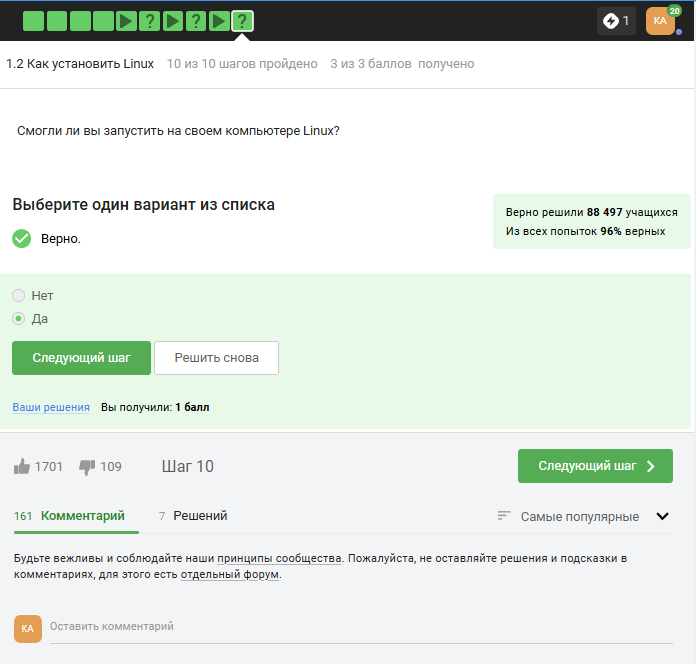 ? ? ? 1 KA 20
1.2 Как установить Linux 10 из 10 шагов пройдено 3 из 3 баллов получено
Смогли ли вы запустить на своем компьютере Linux?
Выберите один вариант из списка
Верно.
Верно решили 88 497 учащихся
Из всех попыток 96% верных
Нет
Да
Следующий шаг Решить снова
Ваши решения Вы получили: 1 балл
1701 109 Шаг 10 Следующий шаг
161 Комментарий 7 Решений Самые популярные
Будьте вежливы и соблюдайте наши принципы сообщества. Пожалуйста, не оставляйте решения и подсказки в
комментариях, для этого есть отдельный форум.
KA Оставить комментарий